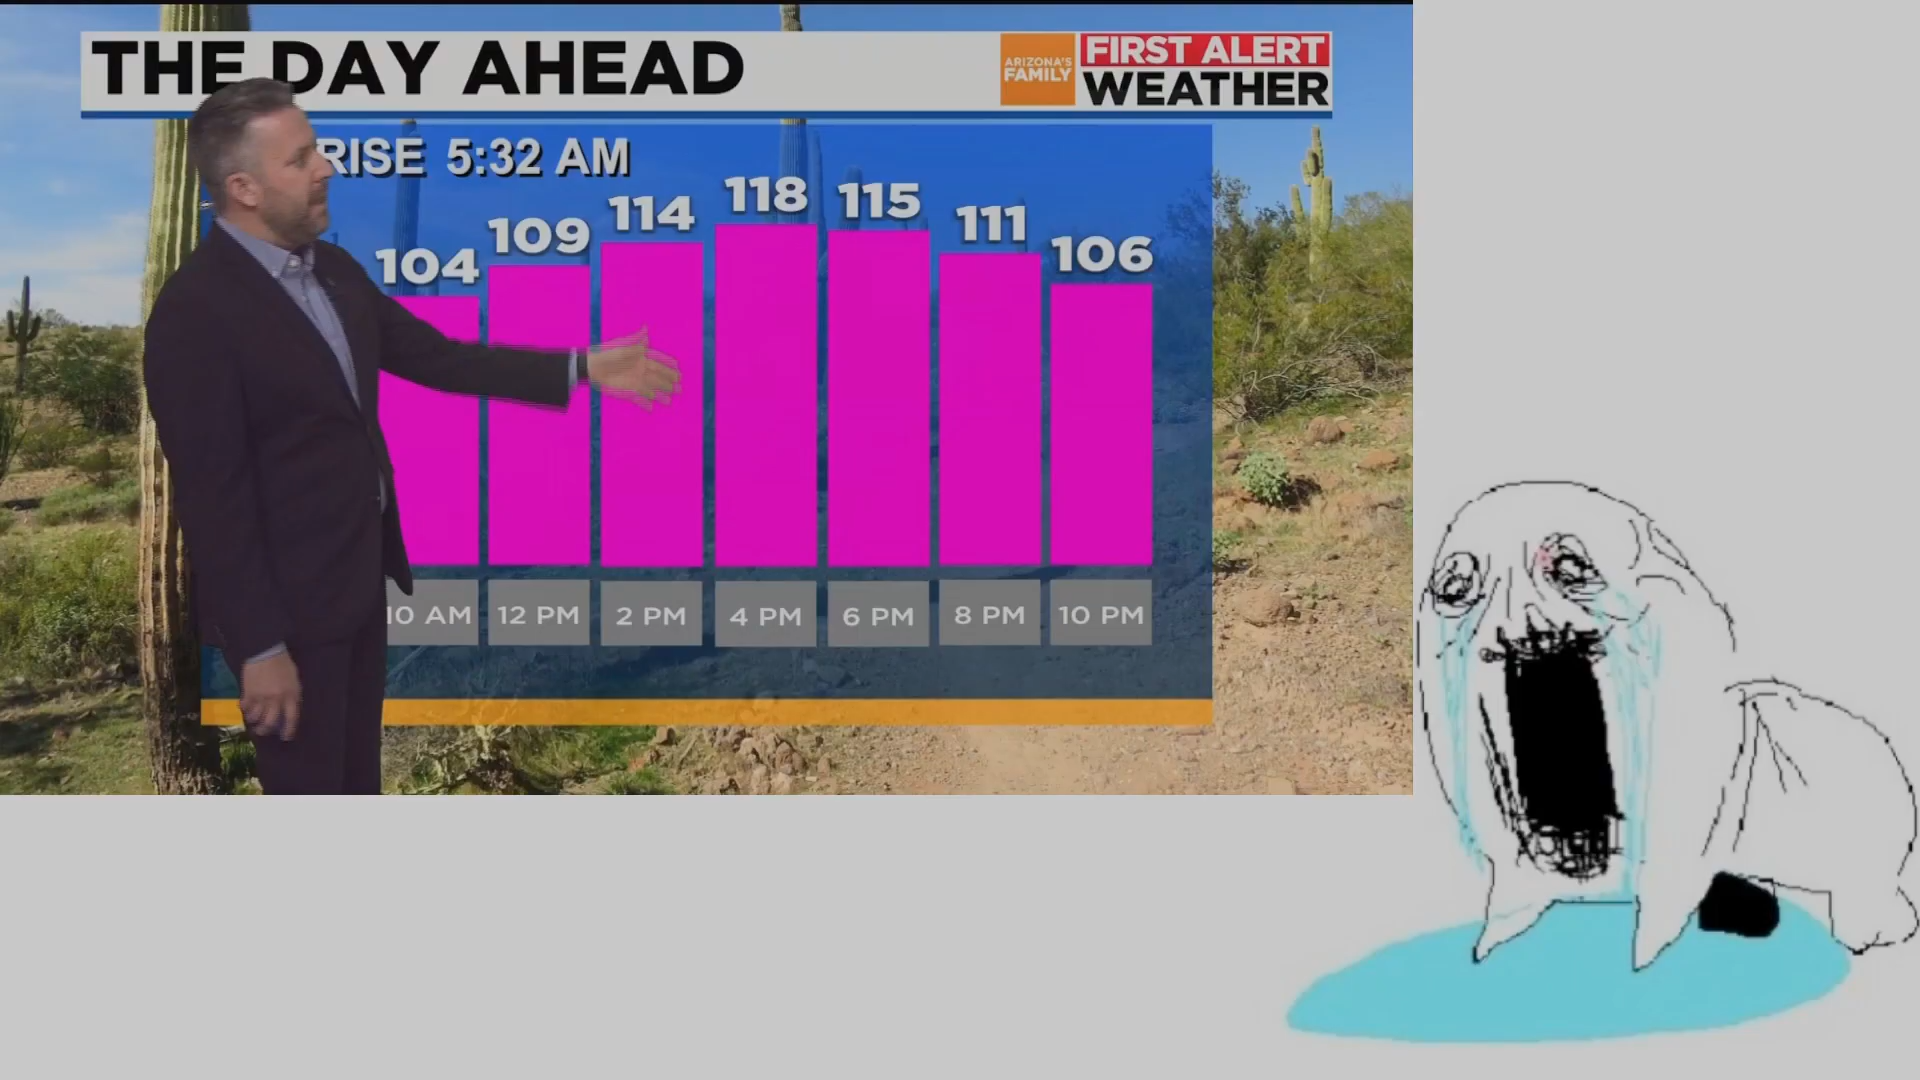 THE DAY AHEAD
ARIZONA'S
FAMILY
FIRST ALERT
WEATHER
RISE 5:32 AM
104
109
114
118
115
111
106
10 AM
12 PM
2 PM
4 PM
6 PM
8 PM
10 PM